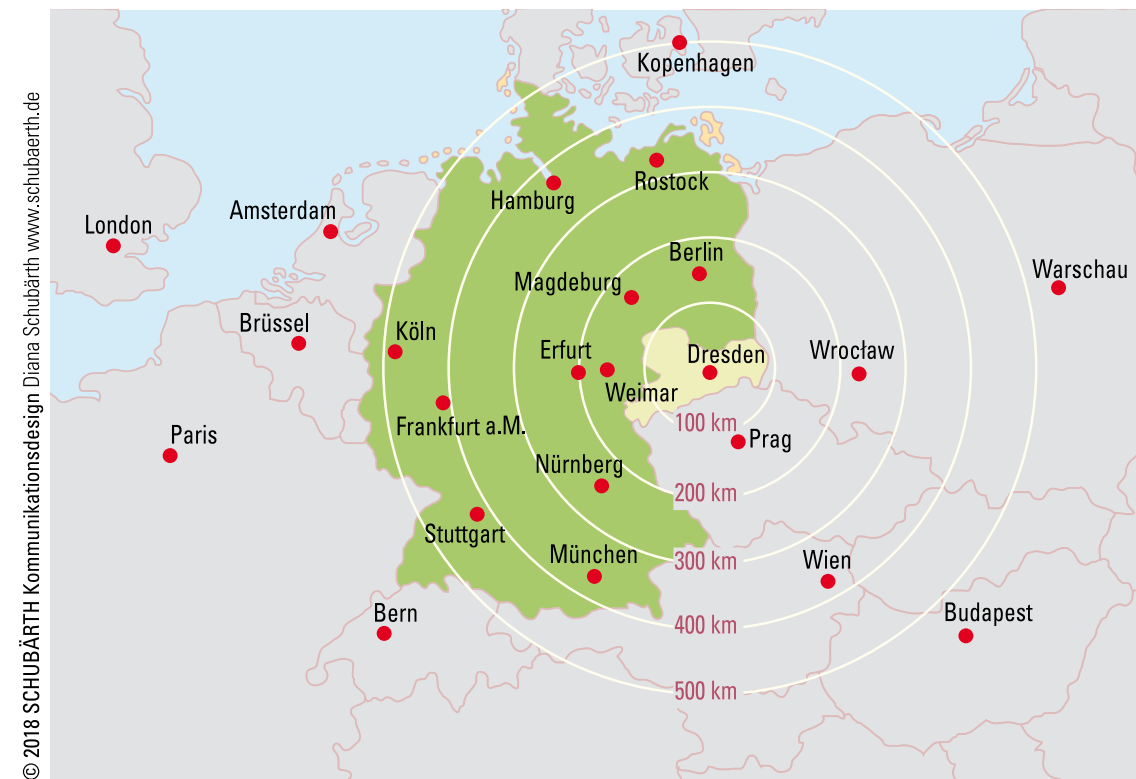 © 2018 SCHUBÄRTH Kommunikationsdesign Diana Schubärth www.schubaerth.de
Kopenhagen
Rostock
Hamburg
Amsterdam
London
Berlin
Warschau
Magdeburg
Brüssel
Köln
Erfurt
Dresden
Wrocław
Weimar
Frankfurt a.M.
100 km
Paris
Prag
Nürnberg
200 km
Stuttgart
München
300 km
Wien
Bern
Budapest
400 km
500 km